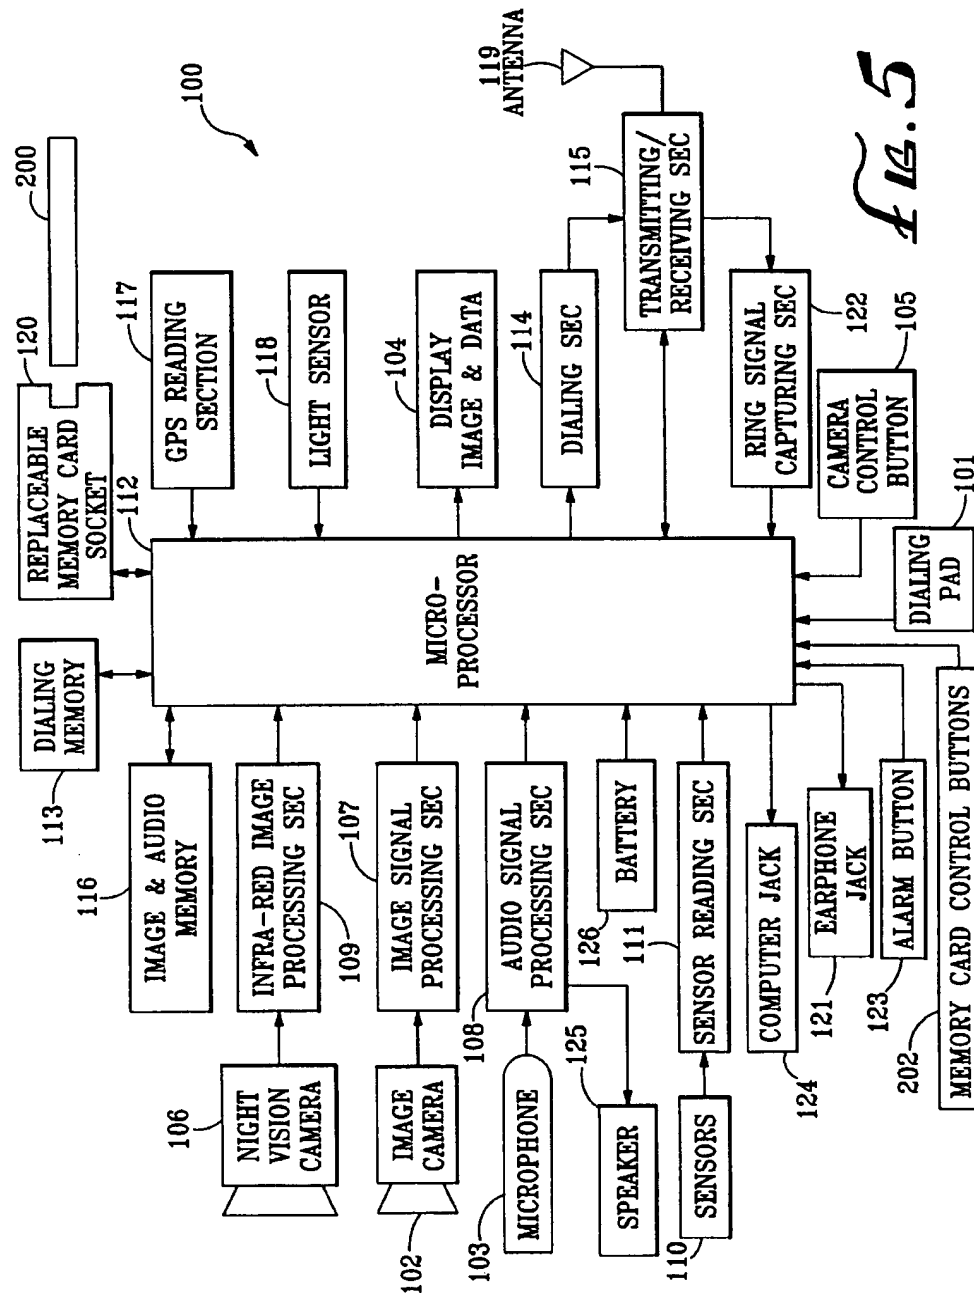 106
NIGHT
VISION
CAMERA
102
IMAGE
CAMERA
103
MICROPHONE
125
SPEAKER
110
SENSORS
113
DIALING
MEMORY
116
IMAGE & AUDIO
MEMORY
INFRA-RED IMAGE
PROCESSING SEC
109
107
IMAGE SIGNAL
PROCESSING SEC
108
AUDIO SIGNAL
PROCESSING SEC
BATTERY
126
111
SENSOR READING SEC
COMPUTER JACK
124
EARPHONE
JACK
121
ALARM BUTTON
123
MEMORY CARD CONTROL BUTTONS
202
112
MICRO-
PROCESSOR
REPLACEABLE
MEMORY CARD
SOCKET
120
200
117
GPS READING
SECTION
118
LIGHT SENSOR
104
DISPLAY
IMAGE & DATA
114
DIALING SEC
115
TRANSMITTING/
RECEIVING SEC
119
ANTENNA
RING SIGNAL
CAPTURING SEC
122
CAMERA
CONTROL
BUTTON
105
DIALING
PAD
101
100
FIG. 5